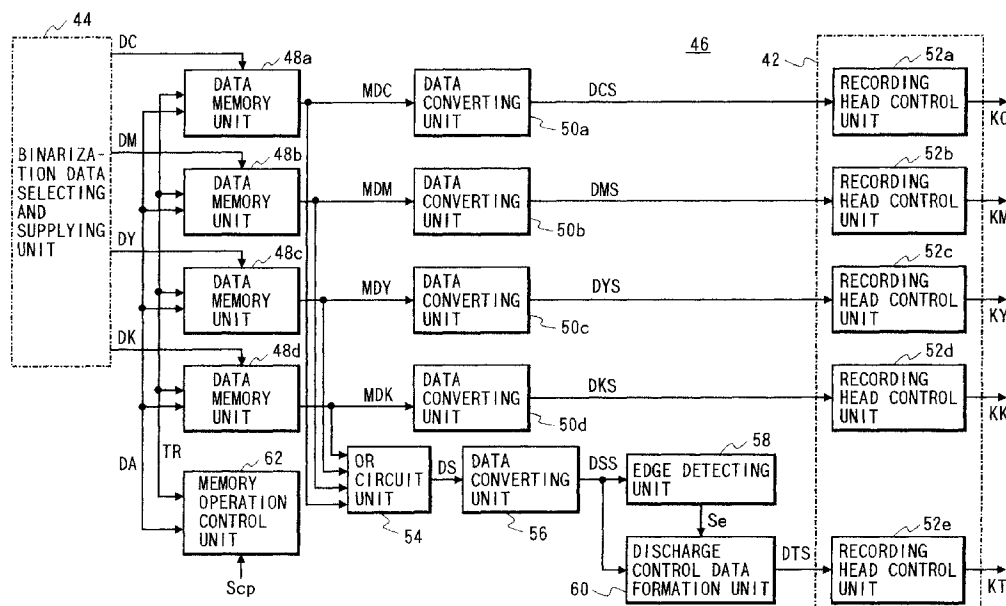 44
DC
48a
46
42
52a
DATA
MEMORY
UNIT
MDC
DATA
CONVERTING
UNIT
50a
DCS
RECORDING
HEAD CONTROL
UNIT
KC
BINARIZA-
TION DATA
SELECTING
AND
SUPPLYING
UNIT
DM
48b
DATA
MEMORY
UNIT
MDM
DATA
CONVERTING
UNIT
50b
DMS
52b
RECORDING
HEAD CONTROL
UNIT
KM
DY
48c
DATA
MEMORY
UNIT
MDY
DATA
CONVERTING
UNIT
50c
DYS
52c
RECORDING
HEAD CONTROL
UNIT
KY
DK
48d
DATA
MEMORY
UNIT
MDK
DATA
CONVERTING
UNIT
50d
DKS
52d
RECORDING
HEAD CONTROL
UNIT
KK
DA
TR
62
MEMORY
OPERATION
CONTROL
UNIT
Scp
OR
CIRCUIT
UNIT
54
DS
DATA
CONVERTING
UNIT
56
DSS
58
EDGE DETECTING
UNIT
Se
DISCHARGE
CONTROL DATA
FORMATION UNIT
60
DTS
52e
RECORDING
HEAD CONTROL
UNIT
KT